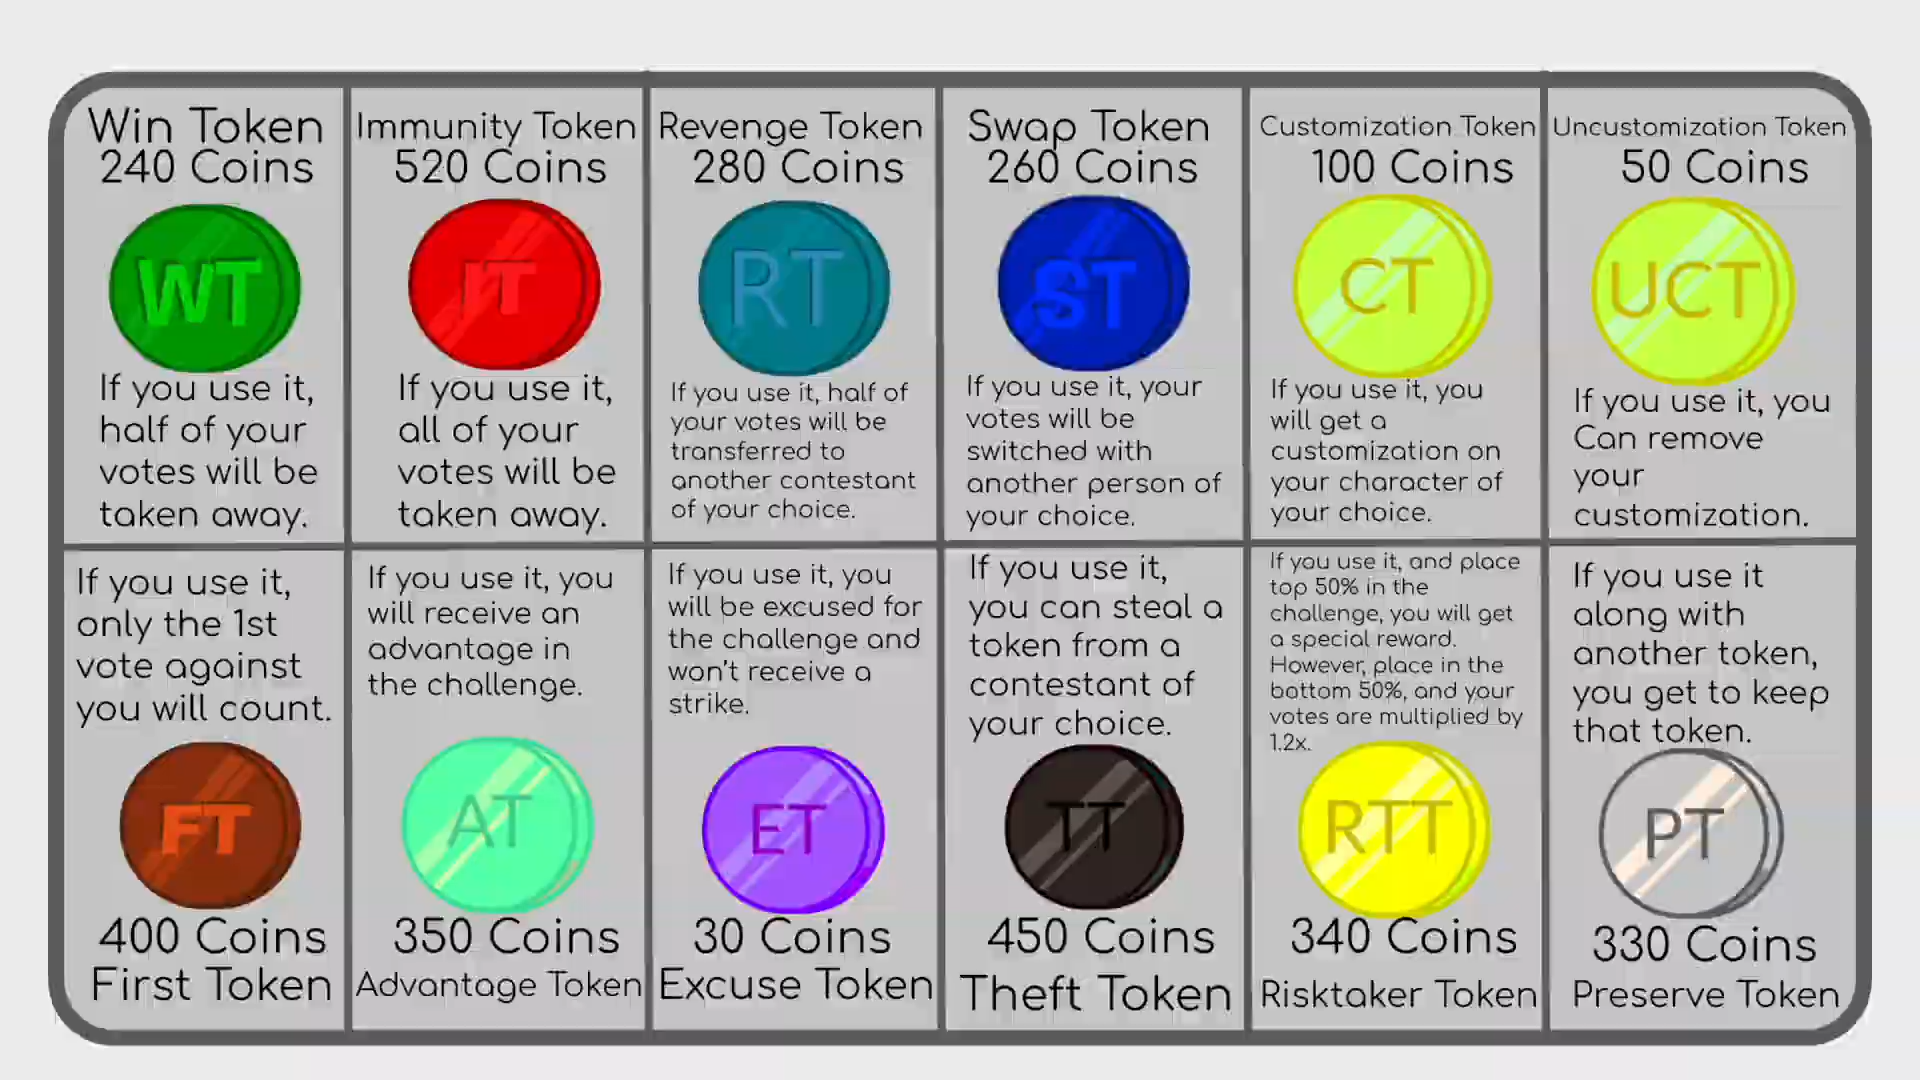 Win Token
240 Coins
WT
If you use it,
half of your
votes will be
taken away.
Immunity Token
520 Coins
IT
If you use it,
all of your
votes will be
taken away.
Revenge Token
280 Coins
RT
If you use it, half of
your votes will be
transferred to
another contestant
of your choice.
Swap Token
260 Coins
ST
If you use it, your
votes will be
switched with
another person of
your choice.
Customization Token
100 Coins
CT
If you use it, you
will get a
customization on
your character of
your choice.
Uncustomization Token
50 Coins
UCT
If you use it, you
Can remove
your
customization.
If you use it,
only the 1st
vote against
you will count.
FT
400 Coins
First Token
If you use it, you
will receive an
advantage in
the challenge.
AT
350 Coins
Advantage Token
If you use it, you
will be excused for
the challenge and
won't receive a
strike.
ET
30 Coins
Excuse Token
If you use it,
you can steal a
token from a
contestant of
your choice.
TT
450 Coins
Theft Token
If you use it, and place
top 50% in the
challenge, you will get
a special reward.
However, place in the
bottom 50%, and your
votes are multiplied by
1.2x.
RTT
340 Coins
Risktaker Token
If you use it
along with
another token,
you get to keep
that token.
PT
330 Coins
Preserve Token